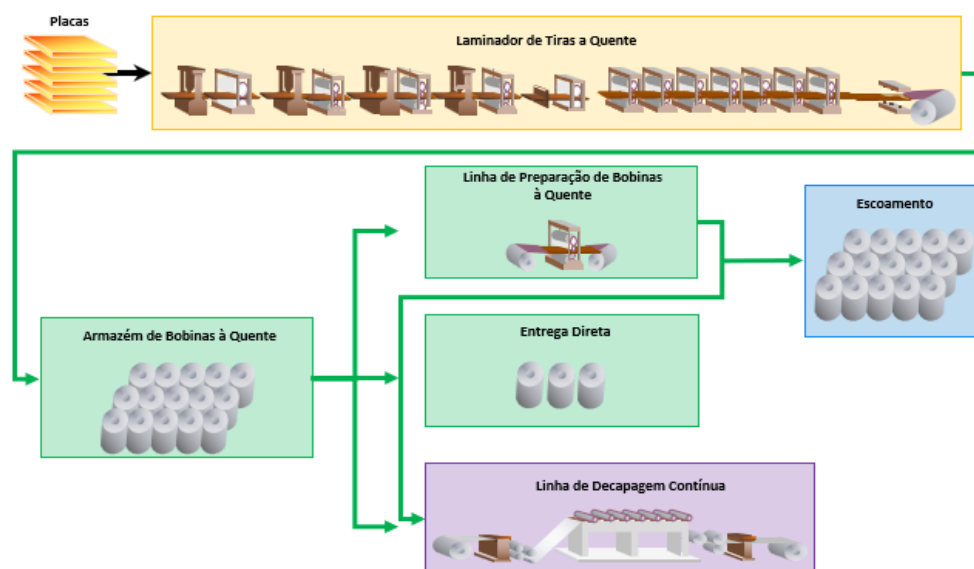 Placas
Laminador de Tiras a Quente
Linha de Preparação de Bobinas
à Quente
Escoamento
Armazém de Bobinas à Quente
Entrega Direta
Linha de Decapagem Contínua